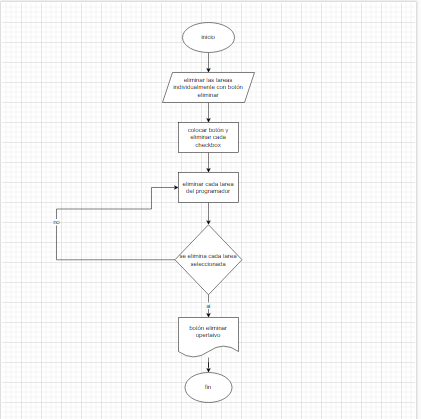 inicio
eliminar las tareas
individualmente con botón
eliminar
colocar botón y
eliminar cada
checkbox
eliminar cada tarea
del programador
no
se elimina cada tarea
seleccionada
si
botón eliminar
opertaivo
fin